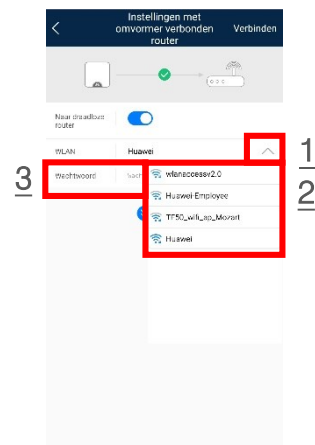 Instellingen met
omvormer verbonden
router
Verbinden
Naar draadloze
router
WLAN Huawei
1
3 Wachtwoord
wlanaccessv2.0
2
Huawei-Employee
TF50_wifi_ap_Mozart
Huawei